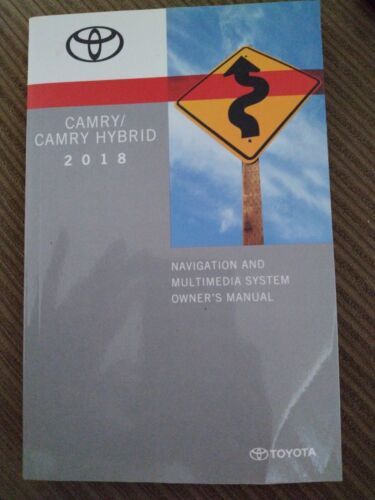 CAMRY/
CAMRY HYBRID
2018
NAVIGATION AND
MULTIMEDIA SYSTEM
OWNER'S MANUAL
TOYOTA